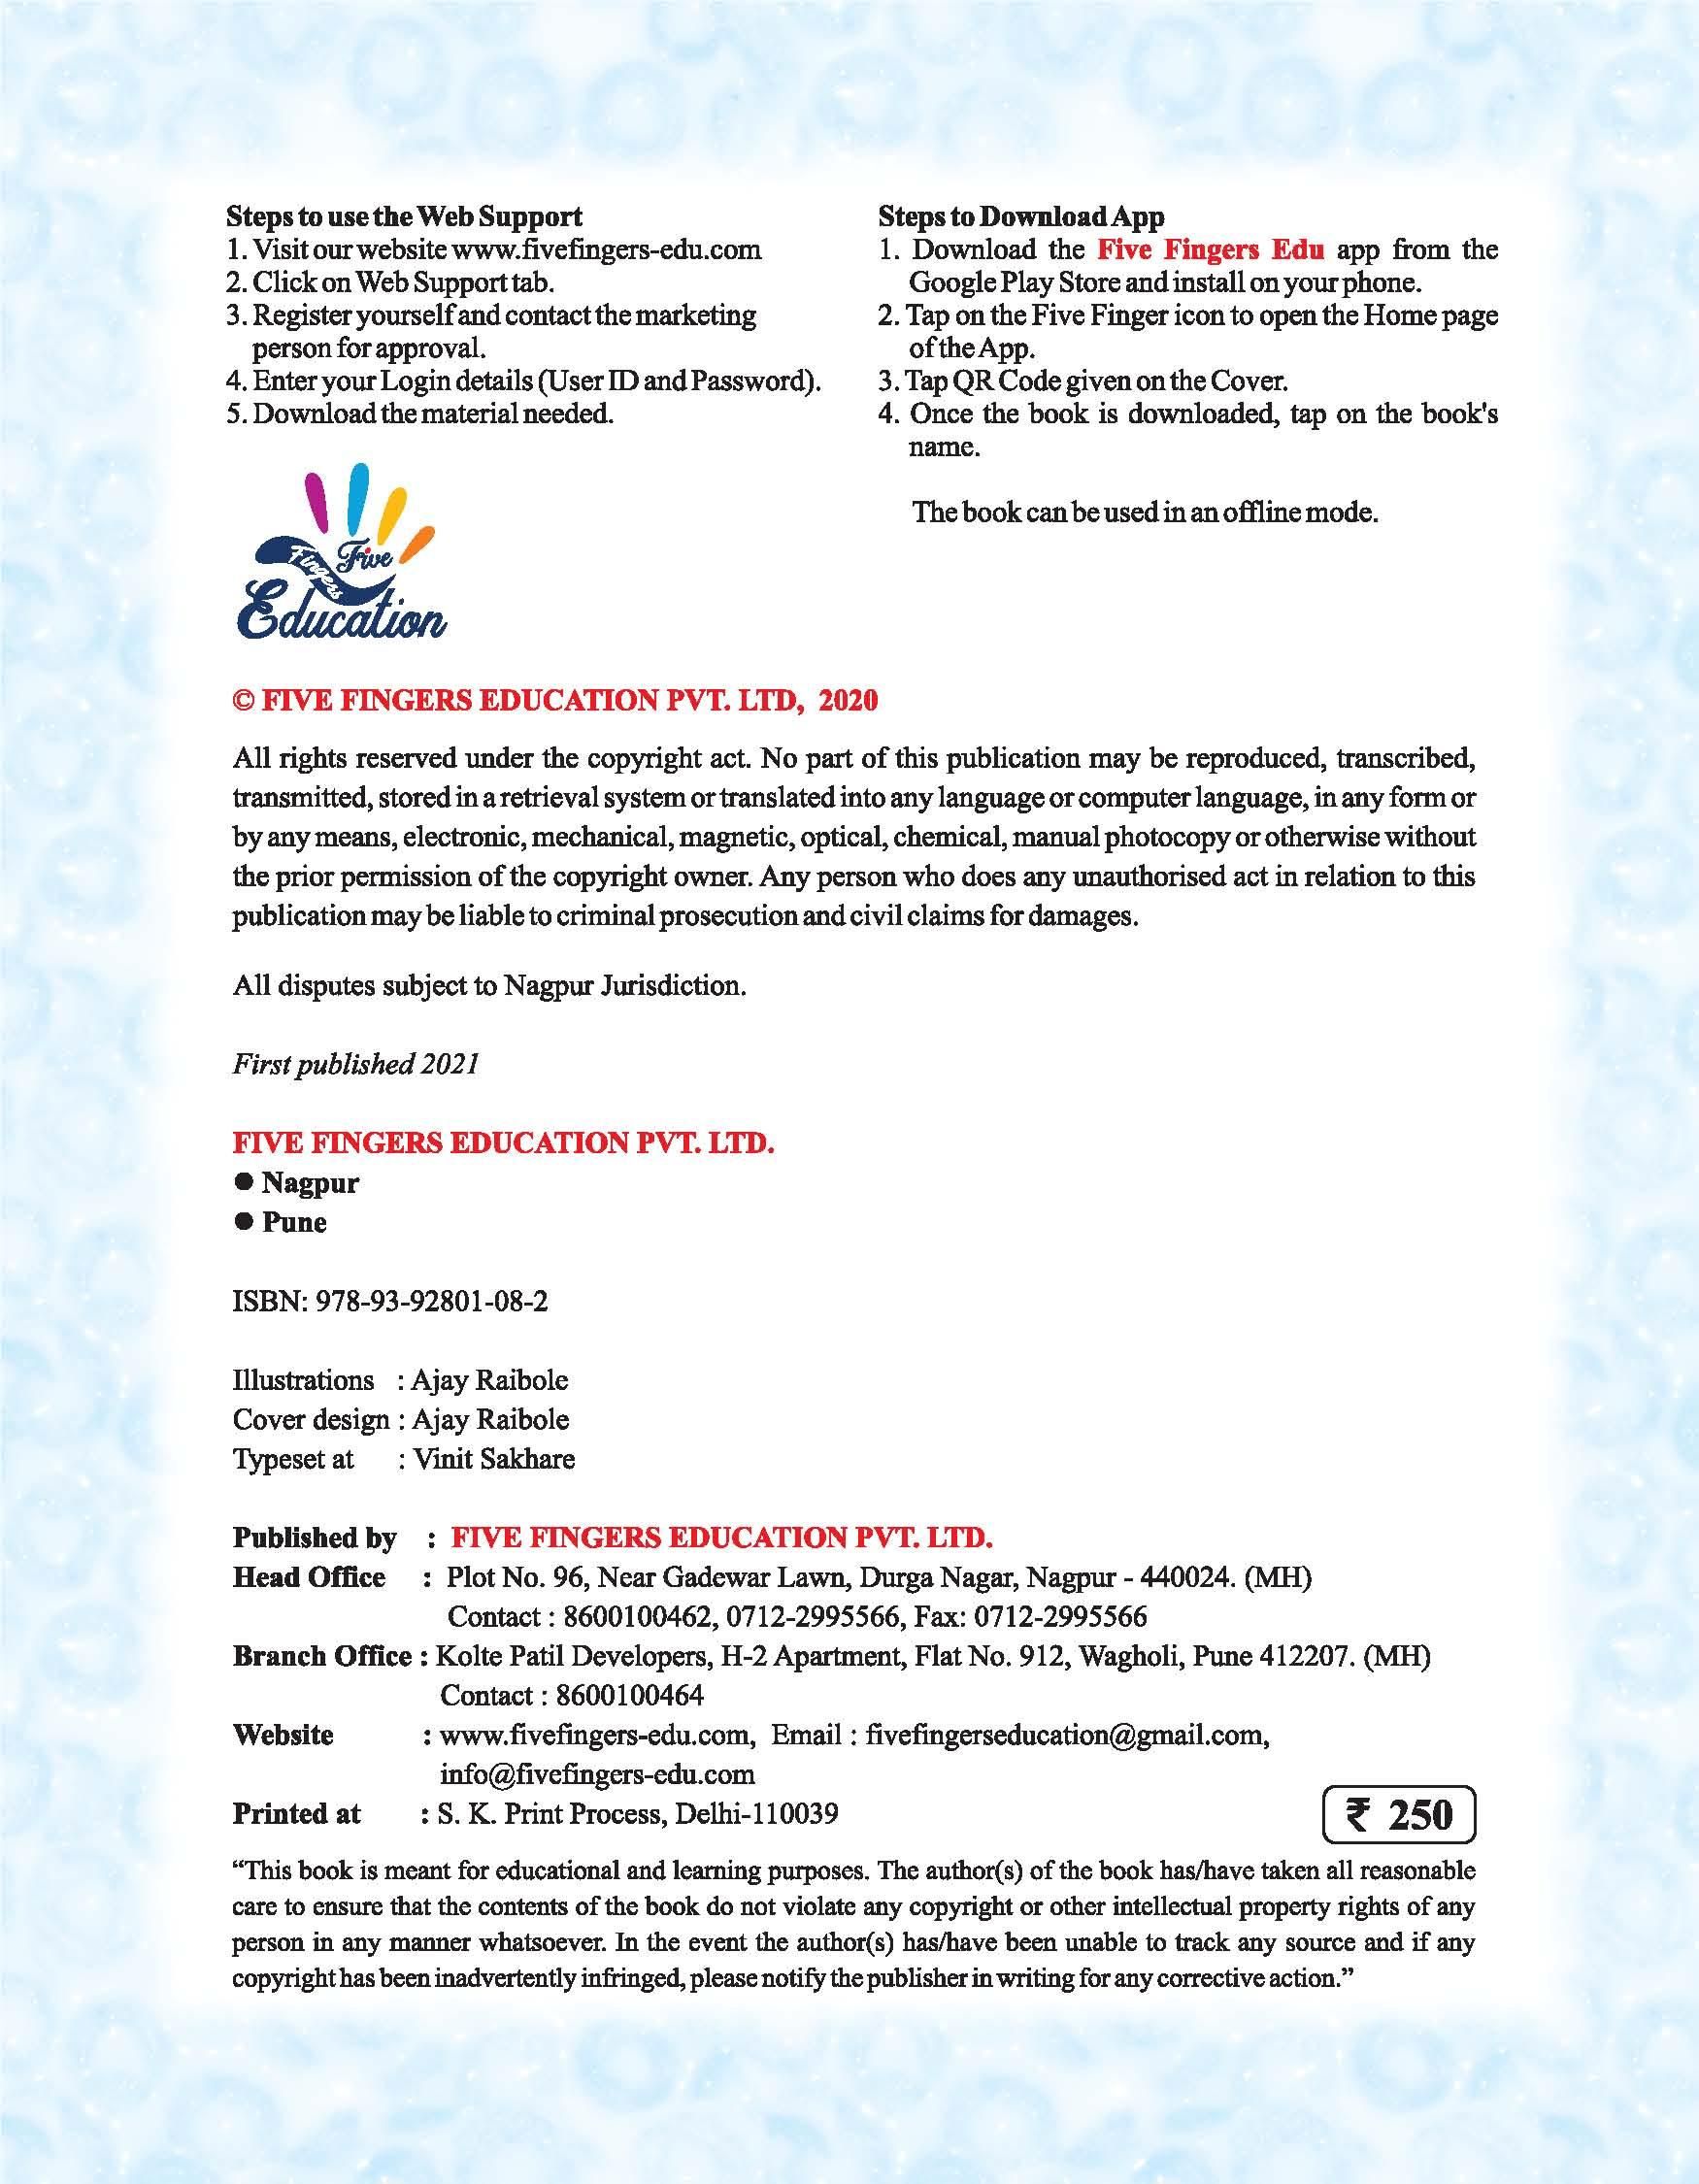 Steps to use the Web Support
1. Visit our website www.fivefingers-edu.com
2. Click on Web Support tab.
3. Register yourself and contact the marketing
person for approval.
4. Enter your Login details (User ID and Password).
5. Download the material needed.
Steps to Download App
1. Download the Five Fingers Edu app from the
Google Play Store and install on your phone.
2. Tap on the Five Finger icon to open the Home page
of the App.
3. Tap QR Code given on the Cover.
4. Once the book is downloaded, tap on the book's
name.
The book can be used in an offline mode.
Five
Fingers
Education
© FIVE FINGERS EDUCATION PVT. LTD, 2020
All rights reserved under the copyright act. No part of this publication may be reproduced, transcribed,
transmitted, stored in a retrieval system or translated into any language or computer language, in any form or
by any means, electronic, mechanical, magnetic, optical, chemical, manual photocopy or otherwise without
the prior permission of the copyright owner. Any person who does any unauthorised act in relation to this
publication may be liable to criminal prosecution and civil claims for damages.
All disputes subject to Nagpur Jurisdiction.
First published 2021
FIVE FINGERS EDUCATION PVT. LTD.
● Nagpur
● Pune
ISBN: 978-93-92801-08-2
Illustrations : Ajay Raibole
Cover design : Ajay Raibole
Typeset at : Vinit Sakhare
Published by : FIVE FINGERS EDUCATION PVT. LTD.
Head Office : Plot No. 96, Near Gadewar Lawn, Durga Nagar, Nagpur - 440024. (MH)
Contact : 8600100462, 0712-2995566, Fax: 0712-2995566
Branch Office : Kolte Patil Developers, H-2 Apartment, Flat No. 912, Wagholi, Pune 412207. (MH)
Contact : 8600100464
Website : www.fivefingers-edu.com, Email : fivefingerseducation@gmail.com,
info@fivefingers-edu.com
Printed at : S. K. Print Process, Delhi-110039
₹ 250
“This book is meant for educational and learning purposes. The author(s) of the book has/have taken all reasonable
care to ensure that the contents of the book do not violate any copyright or other intellectual property rights of any
person in any manner whatsoever. In the event the author(s) has/have been unable to track any source and if any
copyright has been inadvertently infringed, please notify the publisher in writing for any corrective action.”